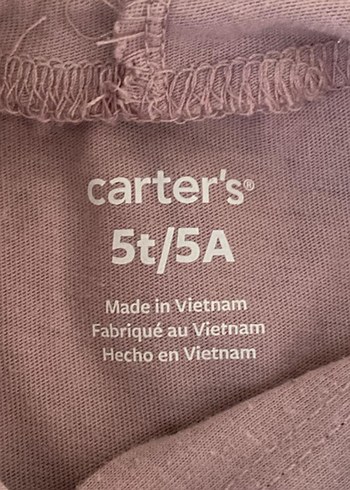 carter's®
5t/5A
Made in Vietnam
Fabriqué au Vietnam
Hecho en Vietnam